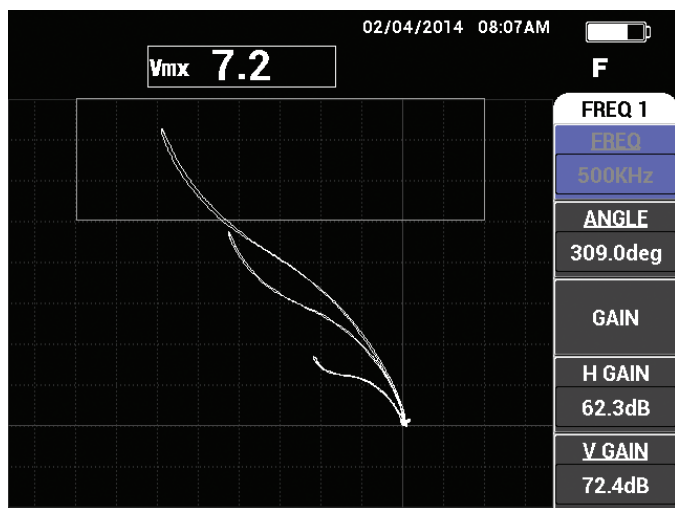 02/04/2014 08:07AM
Vmx 7.2
F
FREQ 1
FREQ
500KHz
ANGLE
309.0deg
GAIN
H GAIN
62.3dB
V GAIN
72.4dB